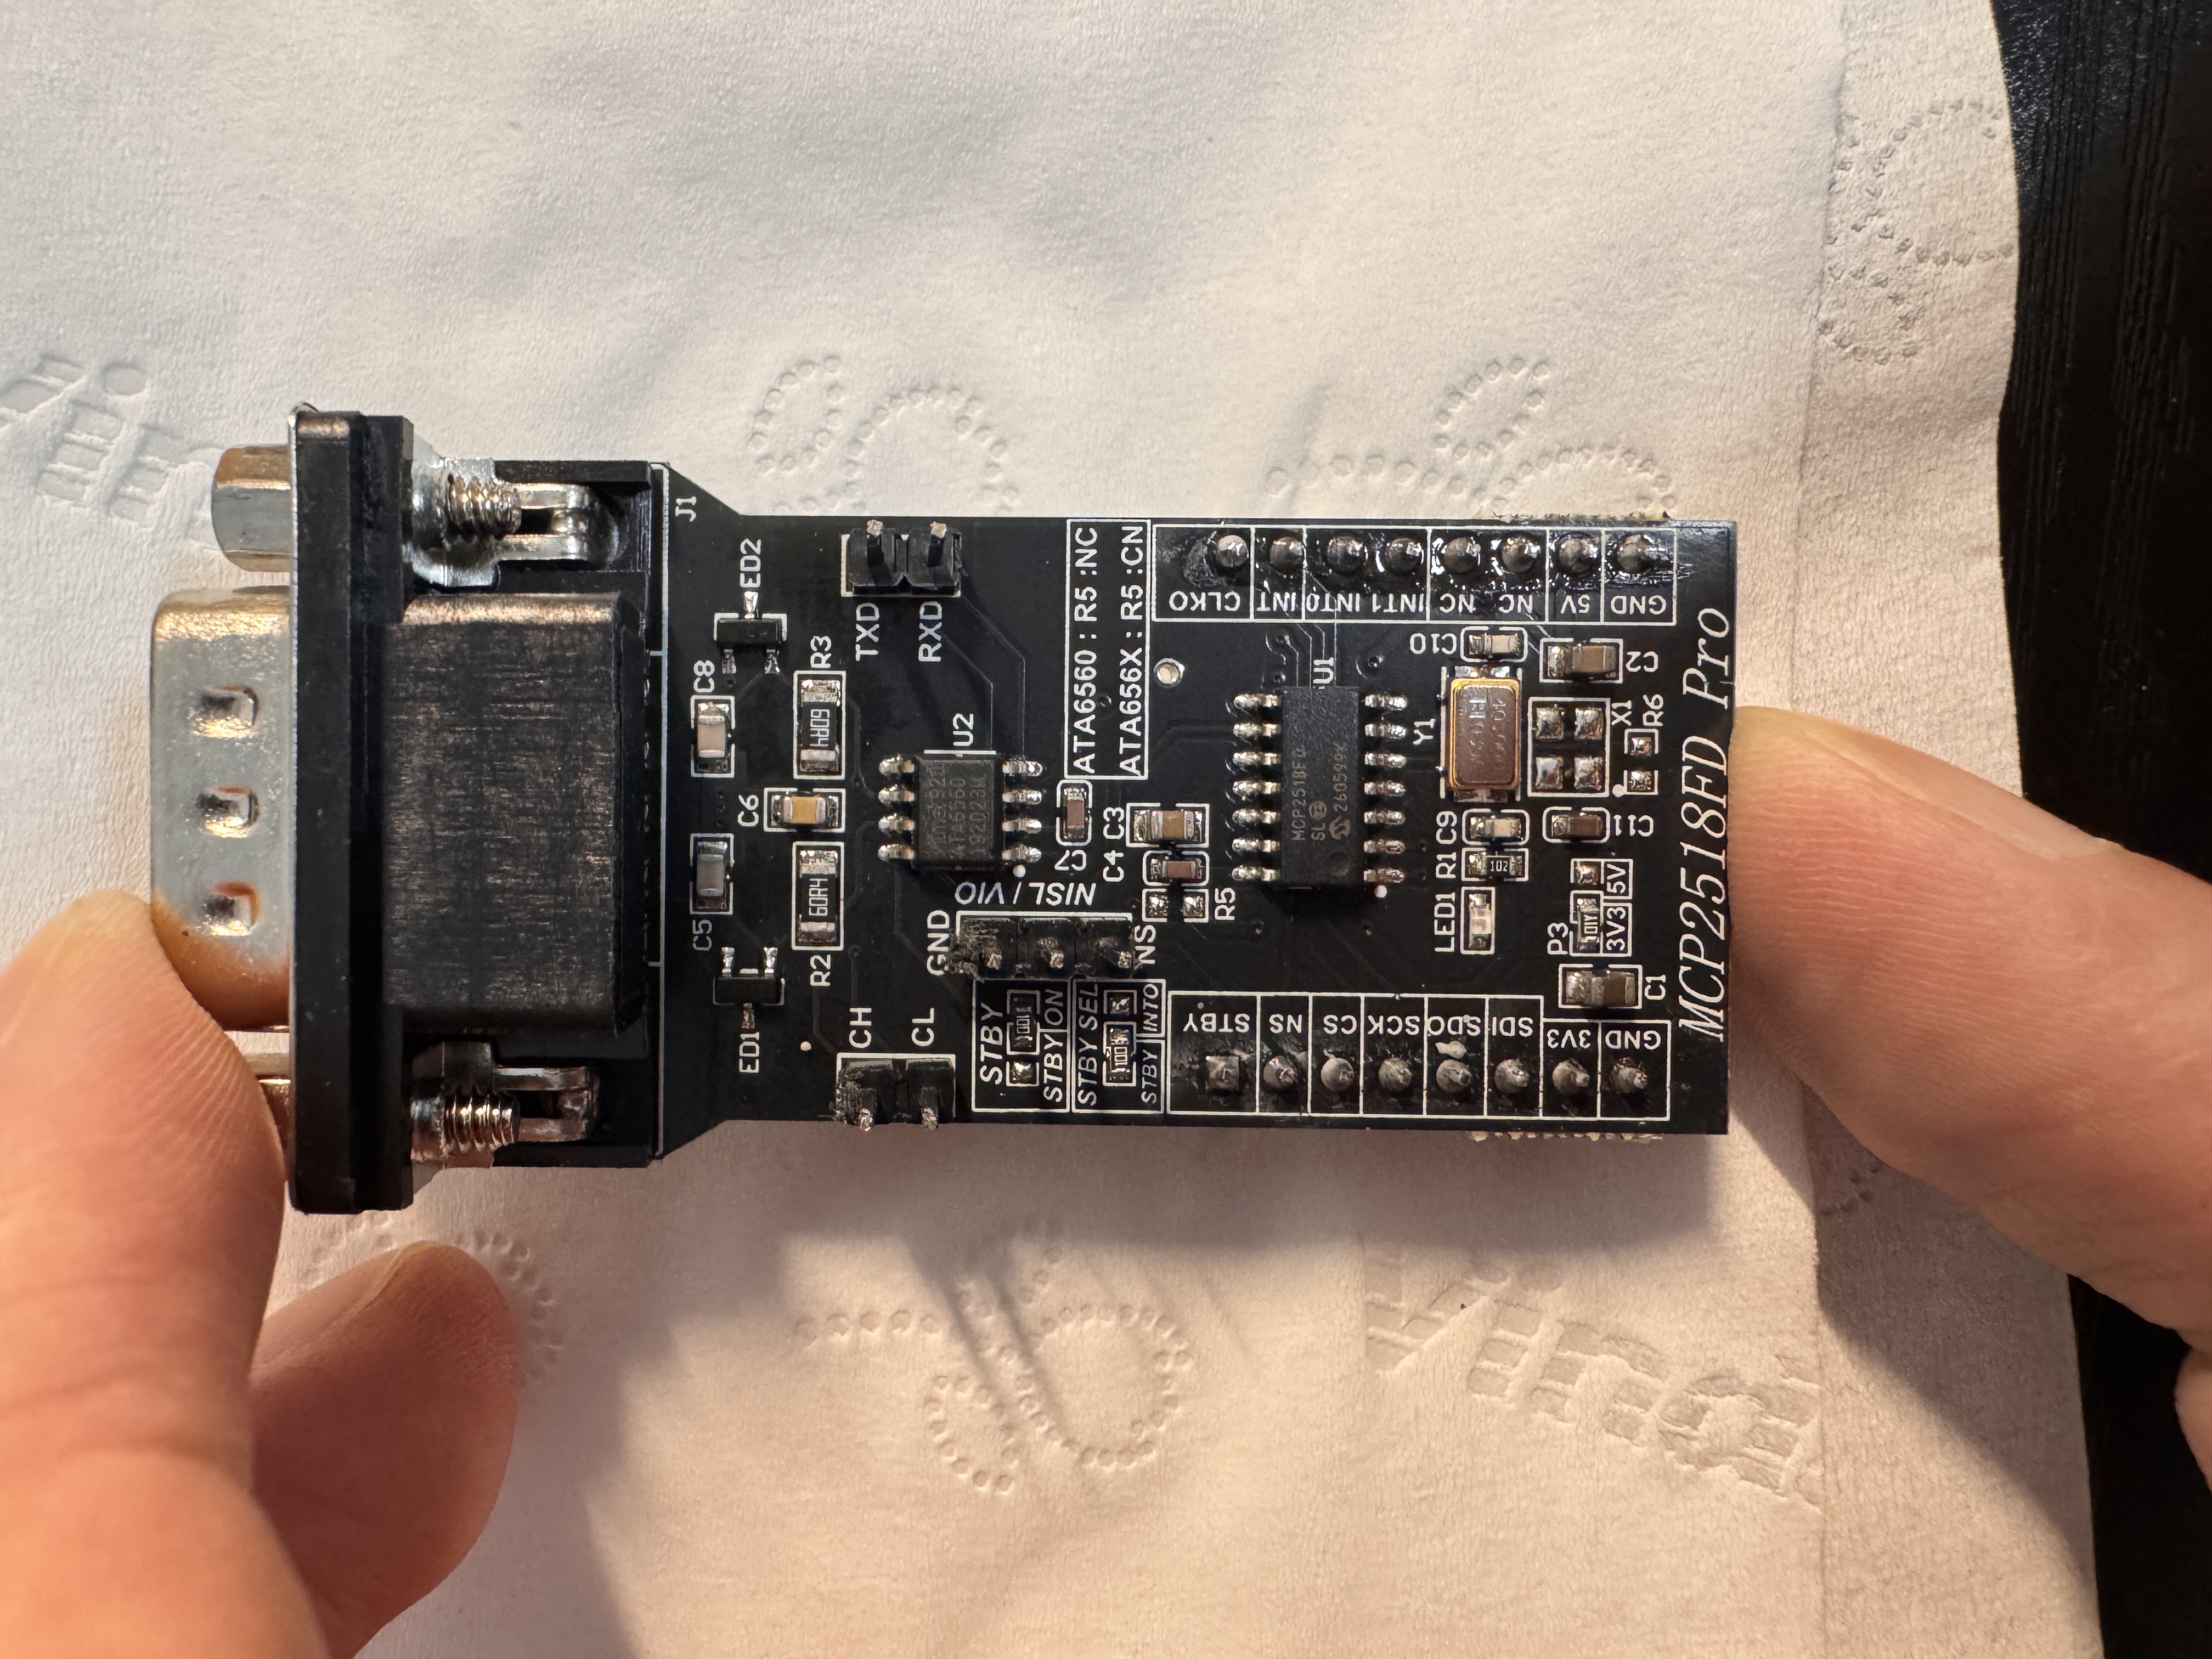 J1
ED2
TXD
RXD
ATA6560 : R5 :NC
ATA656X : R5 :CN
CLKO
INT
INT0
INT1
NC
NC
5V
GND
C8
R3
60R4
U2
ATA6560
U1
MCP2518FD
SL
C10
C2
Y1
X1
R6
C6
C7
C3
C4
C9
C11
R1
102
LED1
5V
3V3
P3
C1
C5
60R4
R2
NISL / VIO
R5
GND
NS
ED1
CH
CL
STBY
STBY ON
STBY SEL
STBY INT0
STBY
NS
CS
SCK
SDO
SDI
3V3
GND
MCP2518FD Pro